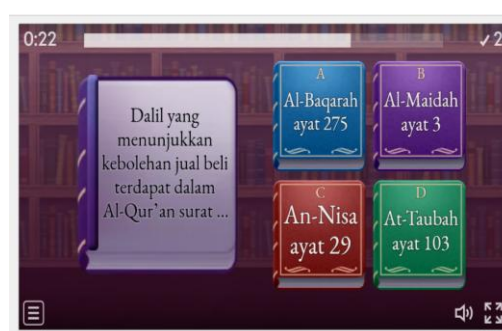 0:22
✓ 2
Dalil yang
menunjukkan
kebolehan jual beli
terdapat dalam
Al-Qur'an surat ...
A
Al-Baqarah
ayat 275
B
Al-Maidah
ayat 3
C
An-Nisa
ayat 29
D
At-Taubah
ayat 103